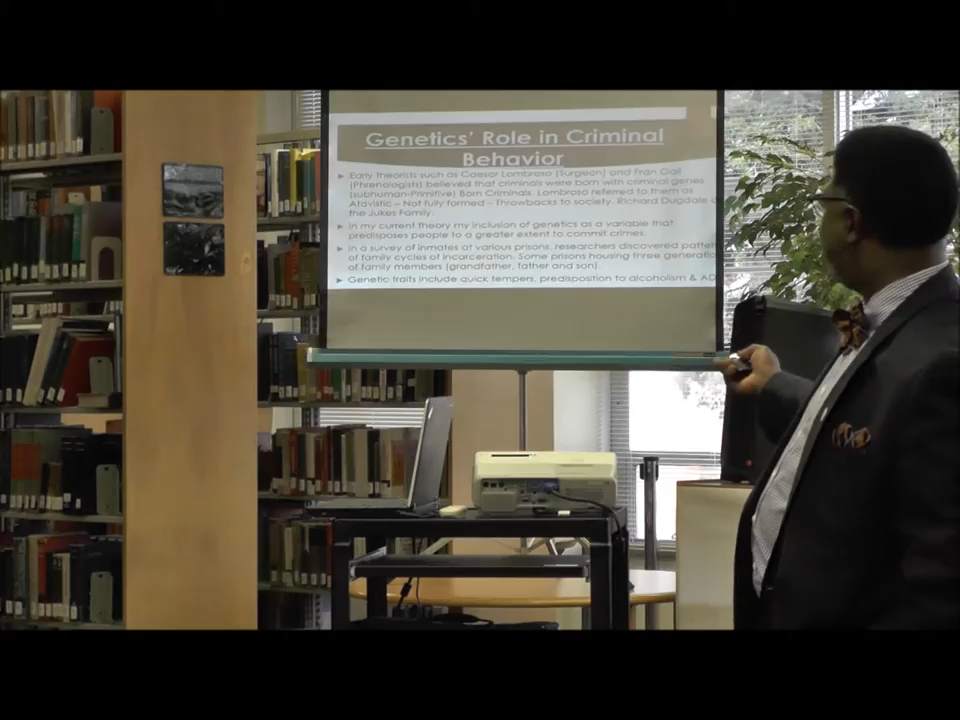 Genetics' Role in Criminal
Behavior
Early theorists such as Caesar Lombroso (Surgeon) and Fran Gall
(Phrenologists) believed that criminals were born with criminal genes
(subhuman-Primitive) Born Criminals. Lombroso referred to them as
Atavistic – Not fully formed – Throwbacks to society. Richard Dugdale
the Jukes Family.
In my current theory my inclusion of genetics as a variable that
predisposes people to a greater extent to commit crimes.
In a survey of inmates at various prisons, researchers discovered patter
of family cycles of incarceration. Some prisons housing three generatio
of family members (grandfather, father and son).
Genetic traits include quick tempers, predisposition to alcoholism & AD